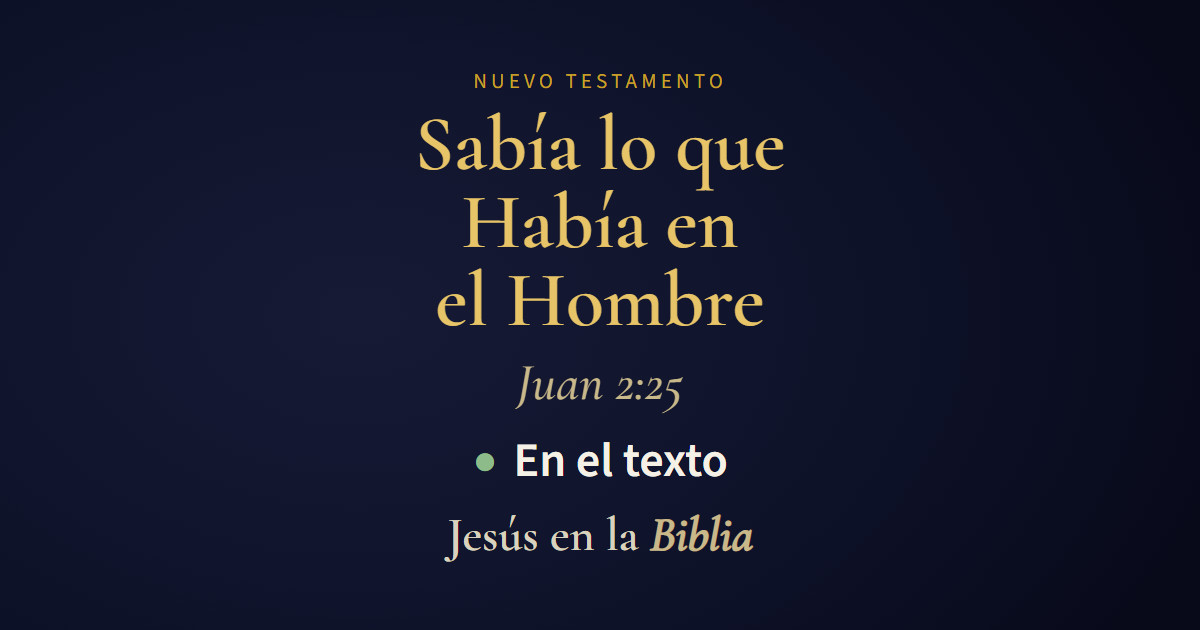 NUEVO TESTAMENTO
Sabía lo que
Había en
el Hombre
Juan 2:25
En el texto
Jesús en la Biblia